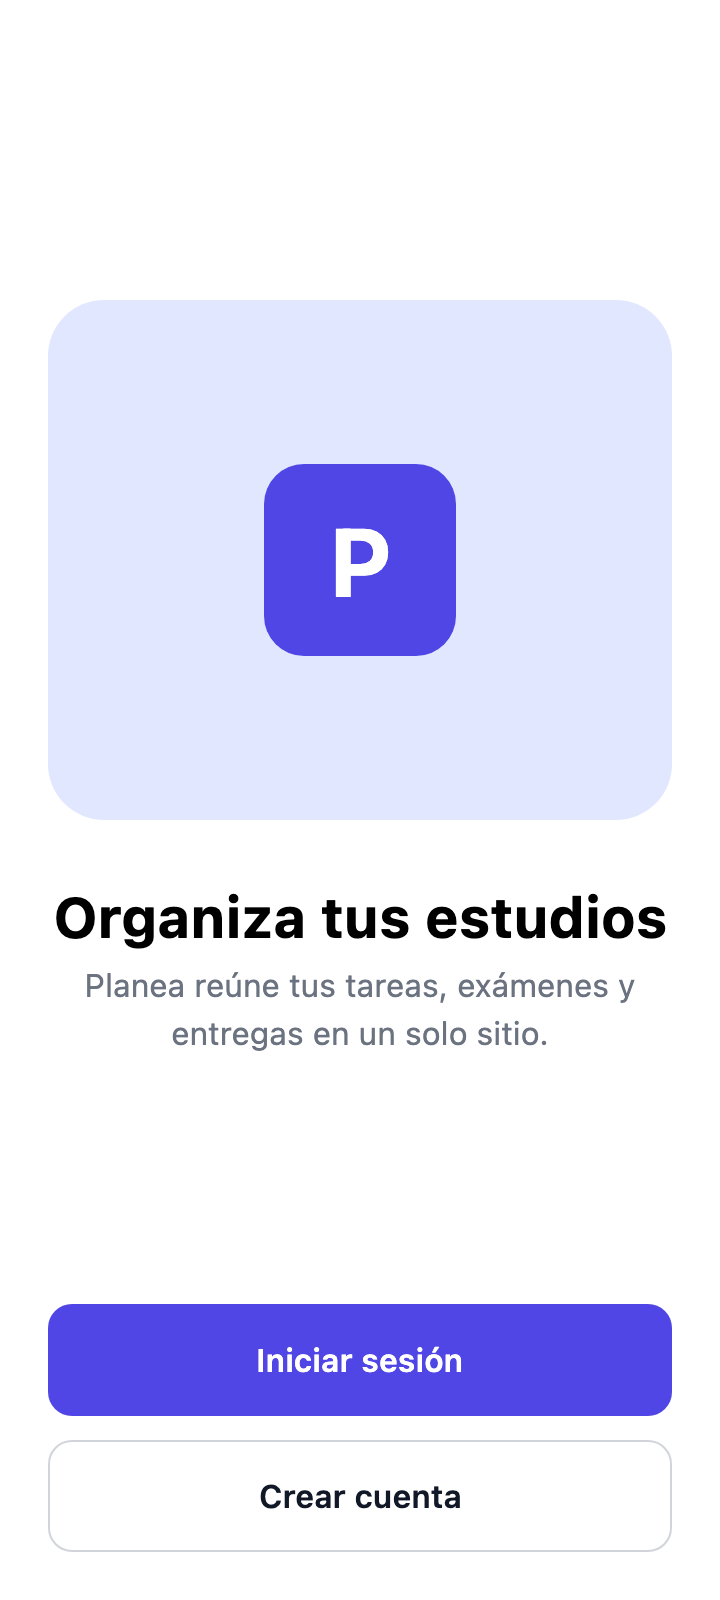 P
Organiza tus estudios
Planea reúne tus tareas, exámenes y
entregas en un solo sitio.
Iniciar sesión
Crear cuenta